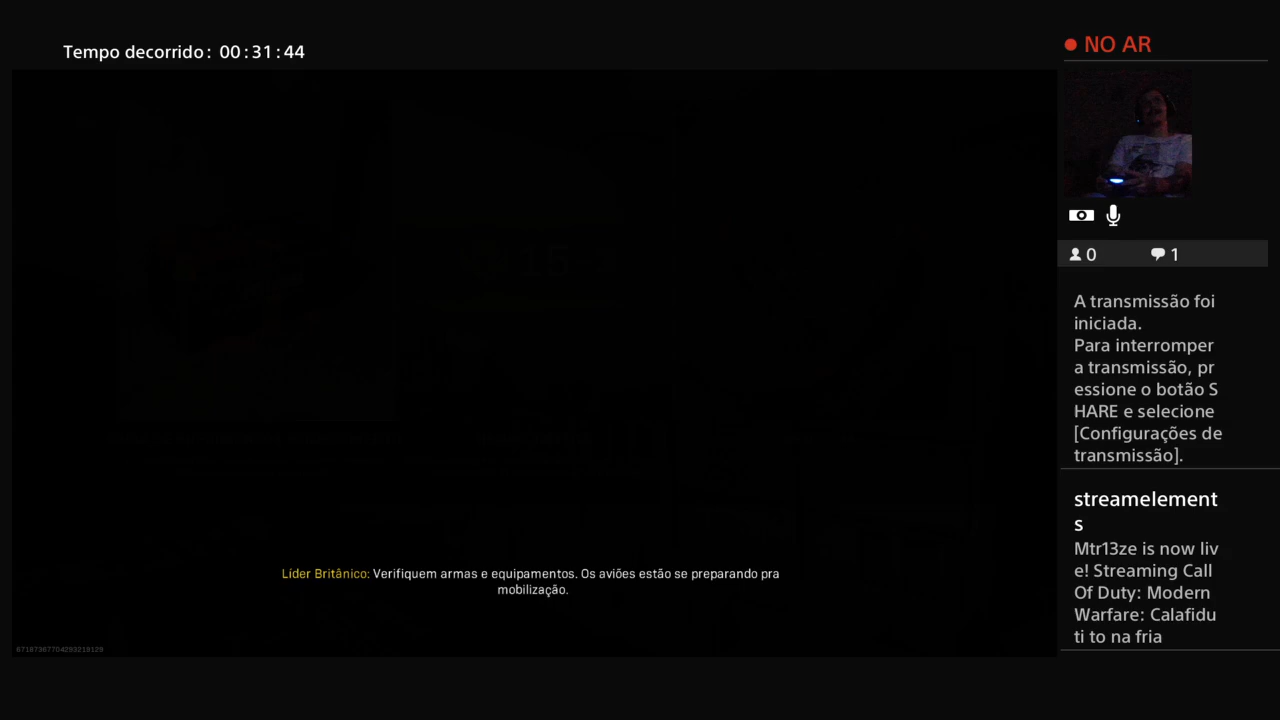 Tempo decorrido: 00:31:44
NO AR
0
1
A transmissão foi
iniciada.
Para interromper
a transmissão, pr
essione o botão S
HARE e selecione
[Configurações de
transmissão].
streamelement
s
Mtr13ze is now liv
e! Streaming Call
Of Duty: Modern
Warfare: Calafidu
ti to na fria
Líder Britânico: Verifiquem armas e equipamentos. Os aviões estão se preparando pra
mobilização.